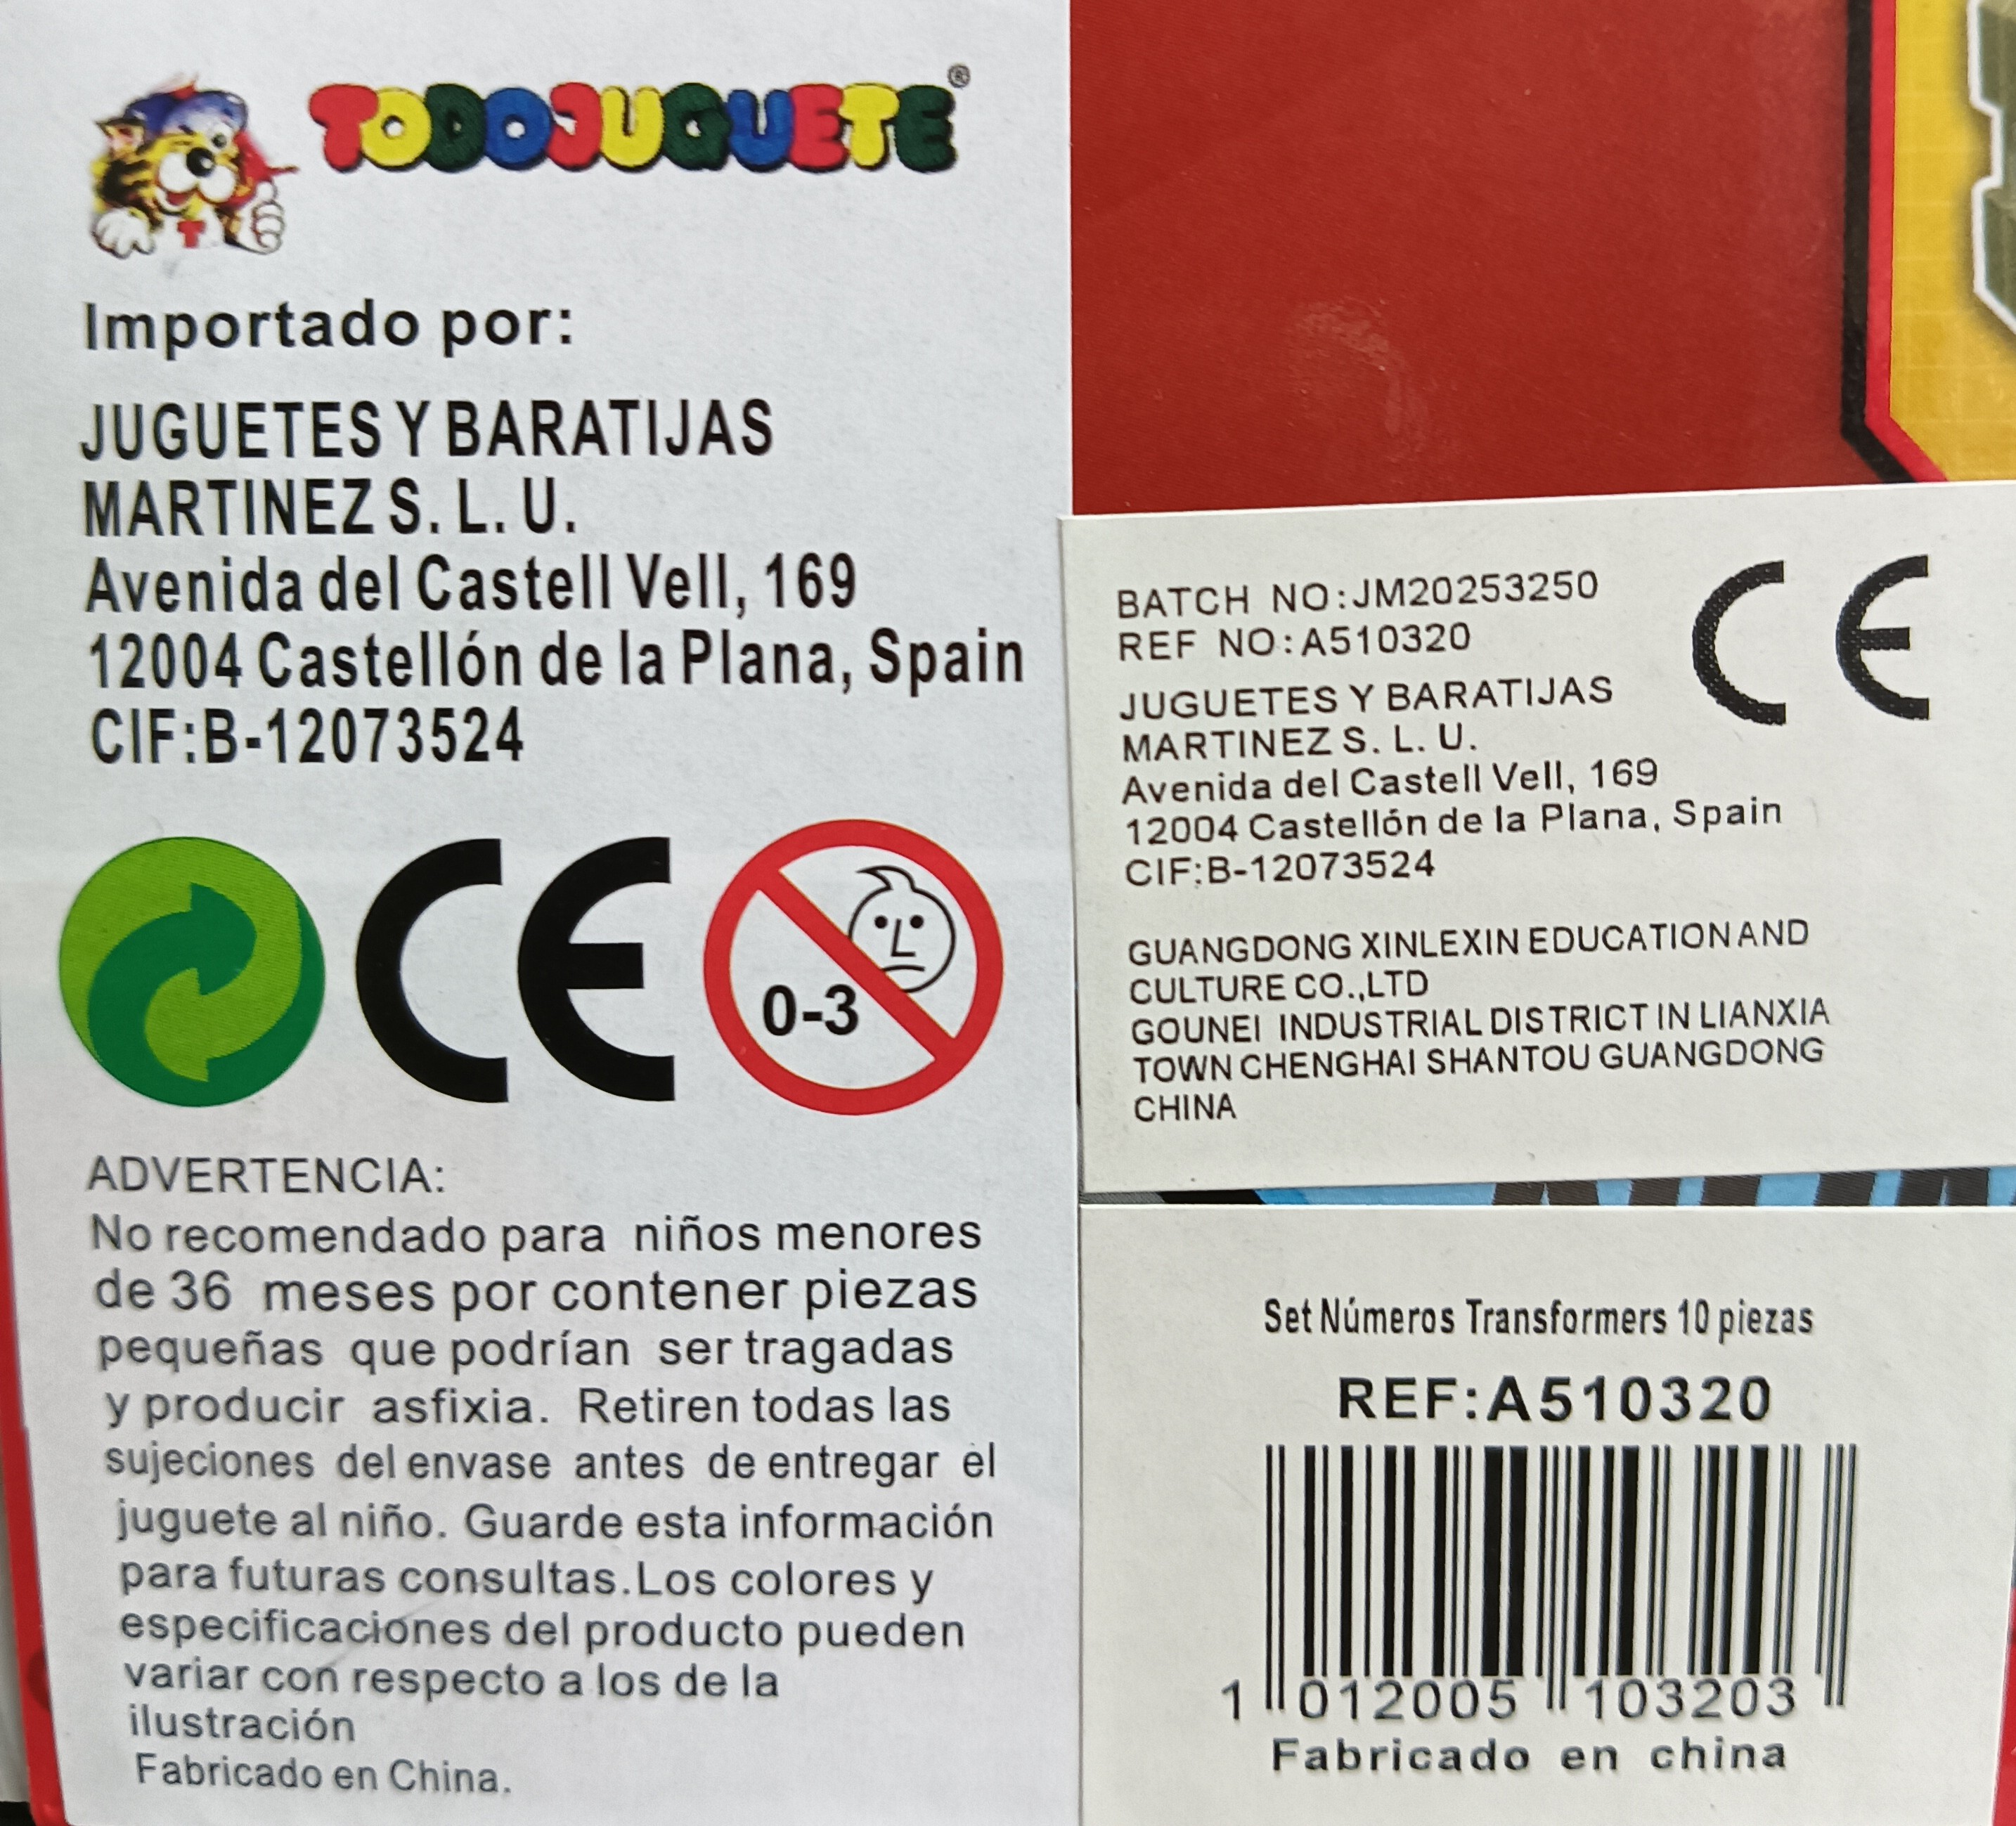 TODOJUGUETE®
Importado por:
JUGUETES Y BARATIJAS
MARTINEZ S. L. U.
Avenida del Castell Vell, 169
12004 Castellón de la Plana, Spain
CIF:B-12073524
CE
0-3
ADVERTENCIA:
No recomendado para niños menores
de 36 meses por contener piezas
pequeñas que podrían ser tragadas
y producir asfixia. Retiren todas las
sujeciones del envase antes de entregar el
juguete al niño. Guarde esta información
para futuras consultas.Los colores y
especificaciones del producto pueden
variar con respecto a los de la
ilustración
Fabricado en China.
BATCH NO:JM20253250
REF NO:A510320
CE
JUGUETES Y BARATIJAS
MARTINEZ S. L. U.
Avenida del Castell Vell, 169
12004 Castellón de la Plana, Spain
CIF:B-12073524
GUANGDONG XINLEXIN EDUCATION AND
CULTURE CO.,LTD
GOUNEI INDUSTRIAL DISTRICT IN LIANXIA
TOWN CHENGHAI SHANTOU GUANGDONG
CHINA
Set Números Transformers 10 piezas
REF:A510320
1 012005 103203
Fabricado en china